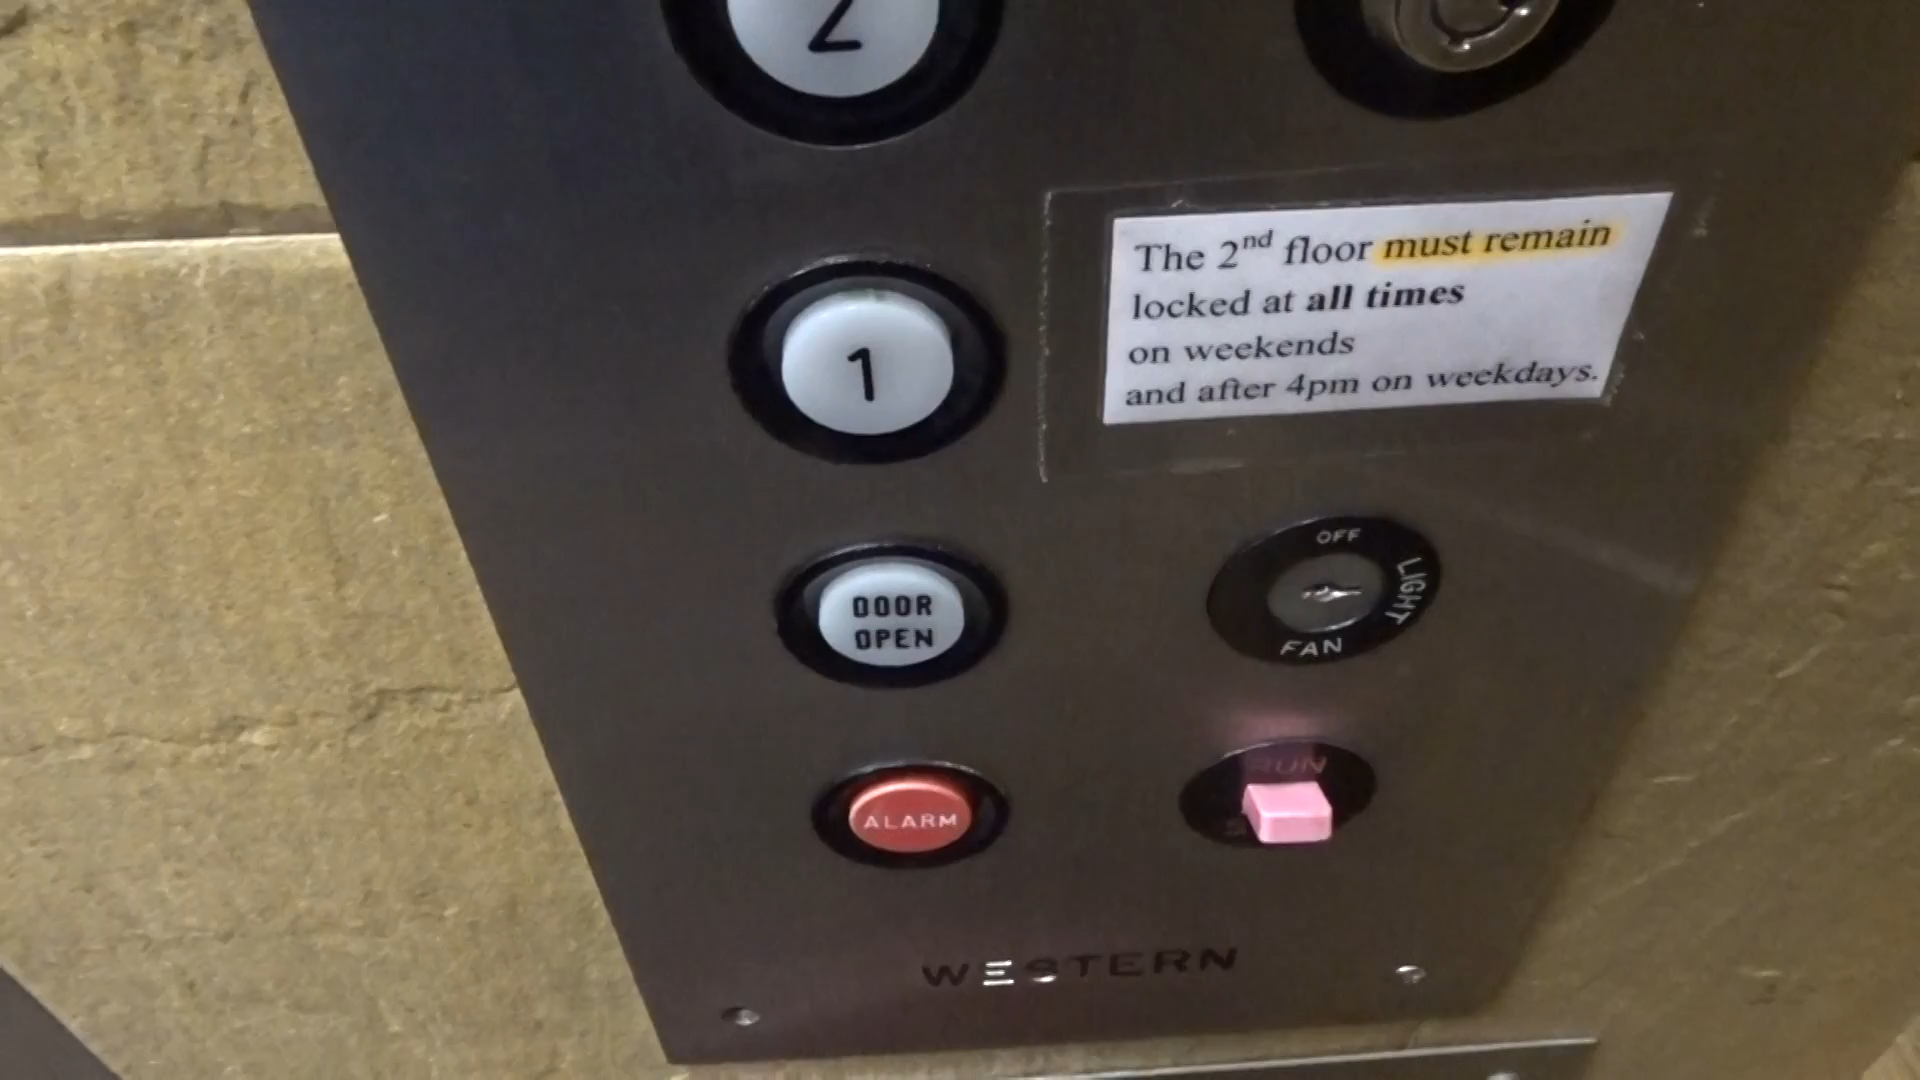 2
The 2nd floor must remain
locked at all times
on weekends
and after 4pm on weekdays.
1
OFF
LIGHT
FAN
DOOR
OPEN
RUN
ALARM
WESTERN